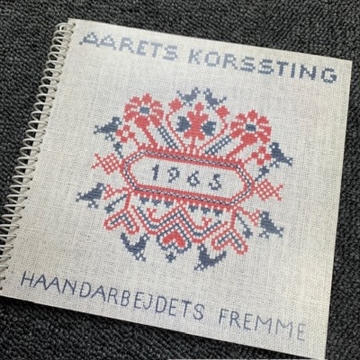 AARETS KORSSTING
1965
HAANDARBEJDETS FREMME